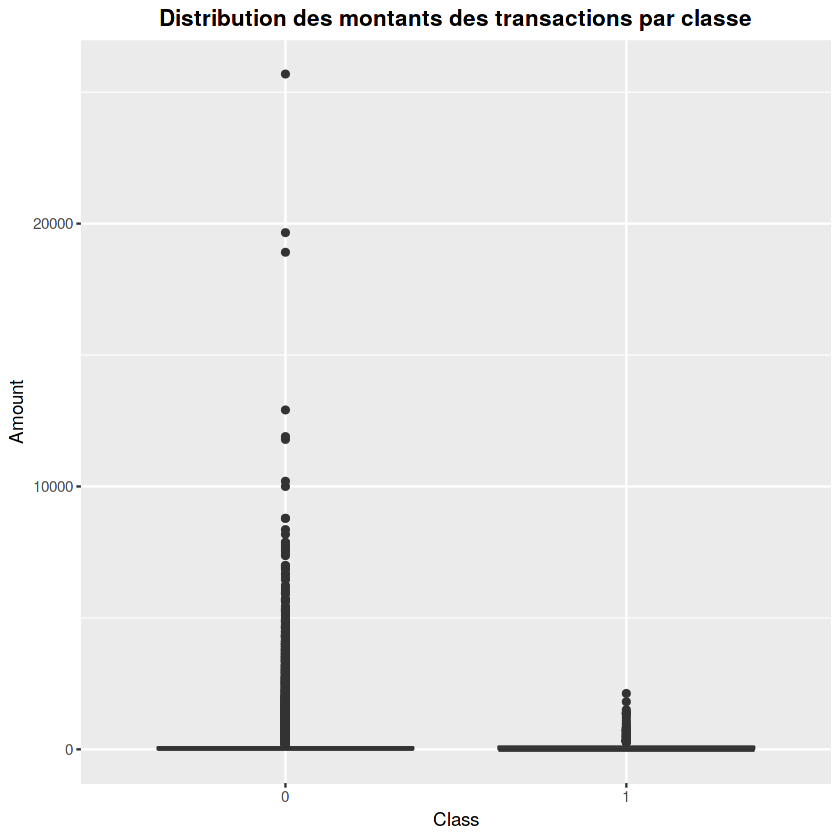 Distribution des montants des transactions par classe
Amount
20000
10000
0
0
1
Class